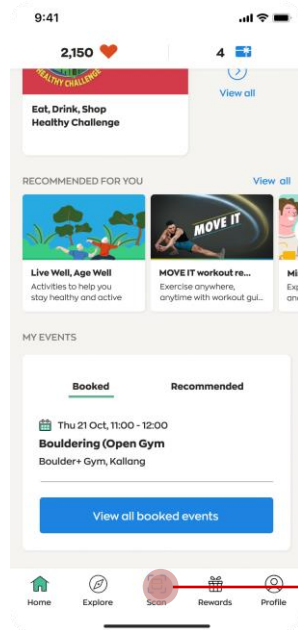 9:41
2,150
4
HEALTHY CHALLENGE
View all
Eat, Drink, Shop
Healthy Challenge
RECOMMENDED FOR YOU
View all
MOVE IT
Live Well, Age Well
Activities to help you
stay healthy and active
MOVE IT workout re...
Exercise anywhere,
anytime with workout gui...
MY EVENTS
Booked
Recommended
Thu 21 Oct, 11:00 - 12:00
Bouldering (Open Gym
Boulder+ Gym, Kallang
View all booked events
Home
Explore
Scan
Rewards
Profile